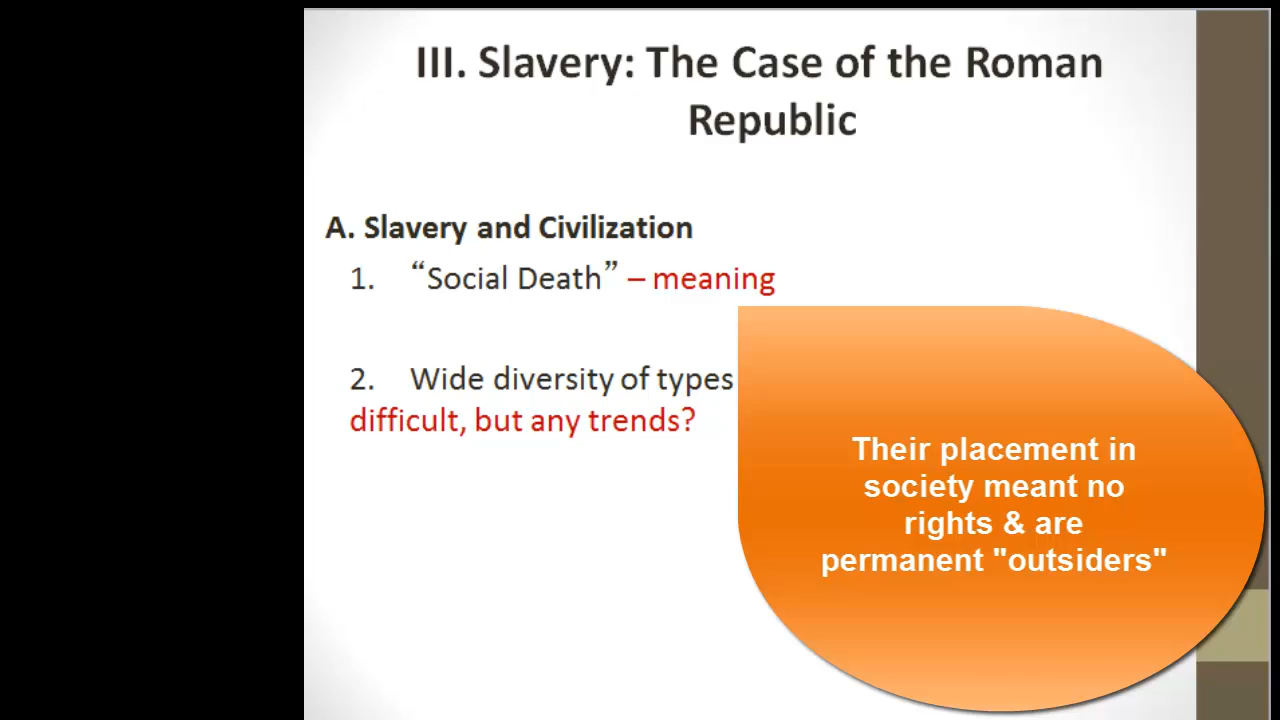 III. Slavery: The Case of the Roman
Republic
A. Slavery and Civilization
1. “Social Death” – meaning
2. Wide diversity of types
difficult, but any trends?
Their placement in
society meant no
rights & are
permanent "outsiders"